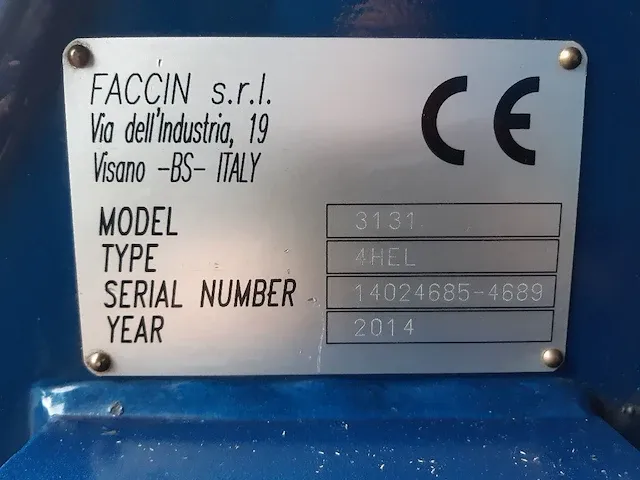 FACCIN s.r.l.
Via dell'Industria, 19
Visano -BS- ITALY
CE
MODEL 3131
TYPE 4HEL
SERIAL NUMBER 14024685-4689
YEAR 2014